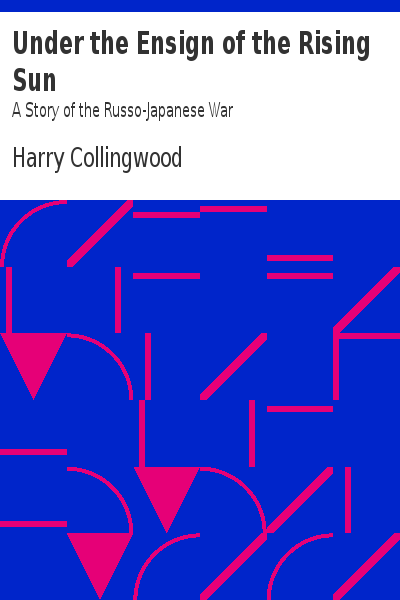 Under the Ensign of the Rising
Sun
A Story of the Russo-Japanese War
Harry Collingwood